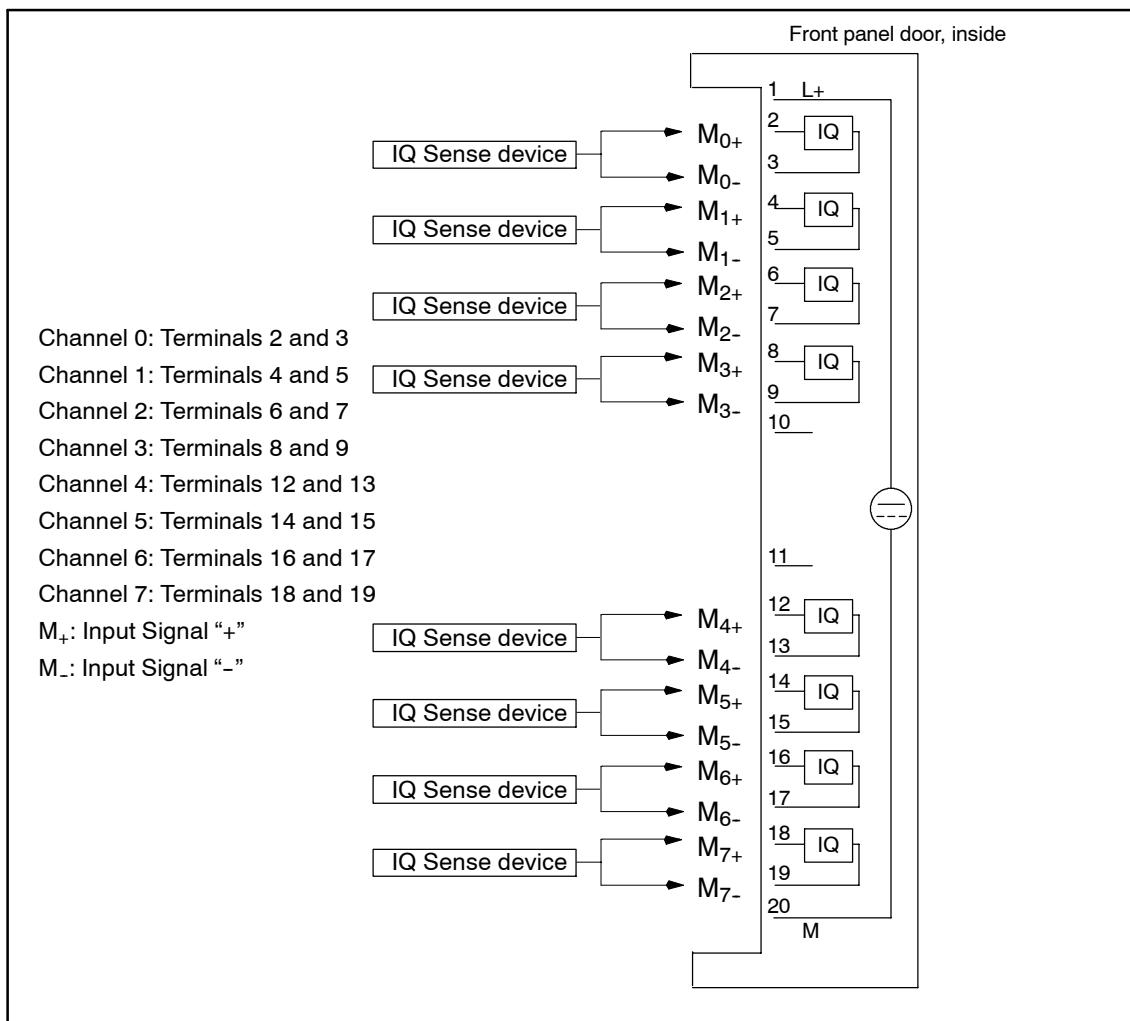 Front panel door, inside
1 L+
IQ Sense device M0+ 2 IQ
M0- 3
IQ Sense device M1+ 4 IQ
M1- 5
IQ Sense device M2+ 6 IQ
M2- 7
IQ Sense device M3+ 8 IQ
M3- 9
10
Channel 0: Terminals 2 and 3
Channel 1: Terminals 4 and 5
Channel 2: Terminals 6 and 7
Channel 3: Terminals 8 and 9
Channel 4: Terminals 12 and 13
Channel 5: Terminals 14 and 15
Channel 6: Terminals 16 and 17
Channel 7: Terminals 18 and 19
M+: Input Signal “+”
M-: Input Signal “-”
11
IQ Sense device M4+ 12 IQ
M4- 13
IQ Sense device M5+ 14 IQ
M5- 15
IQ Sense device M6+ 16 IQ
M6- 17
IQ Sense device M7+ 18 IQ
M7- 19
20
M